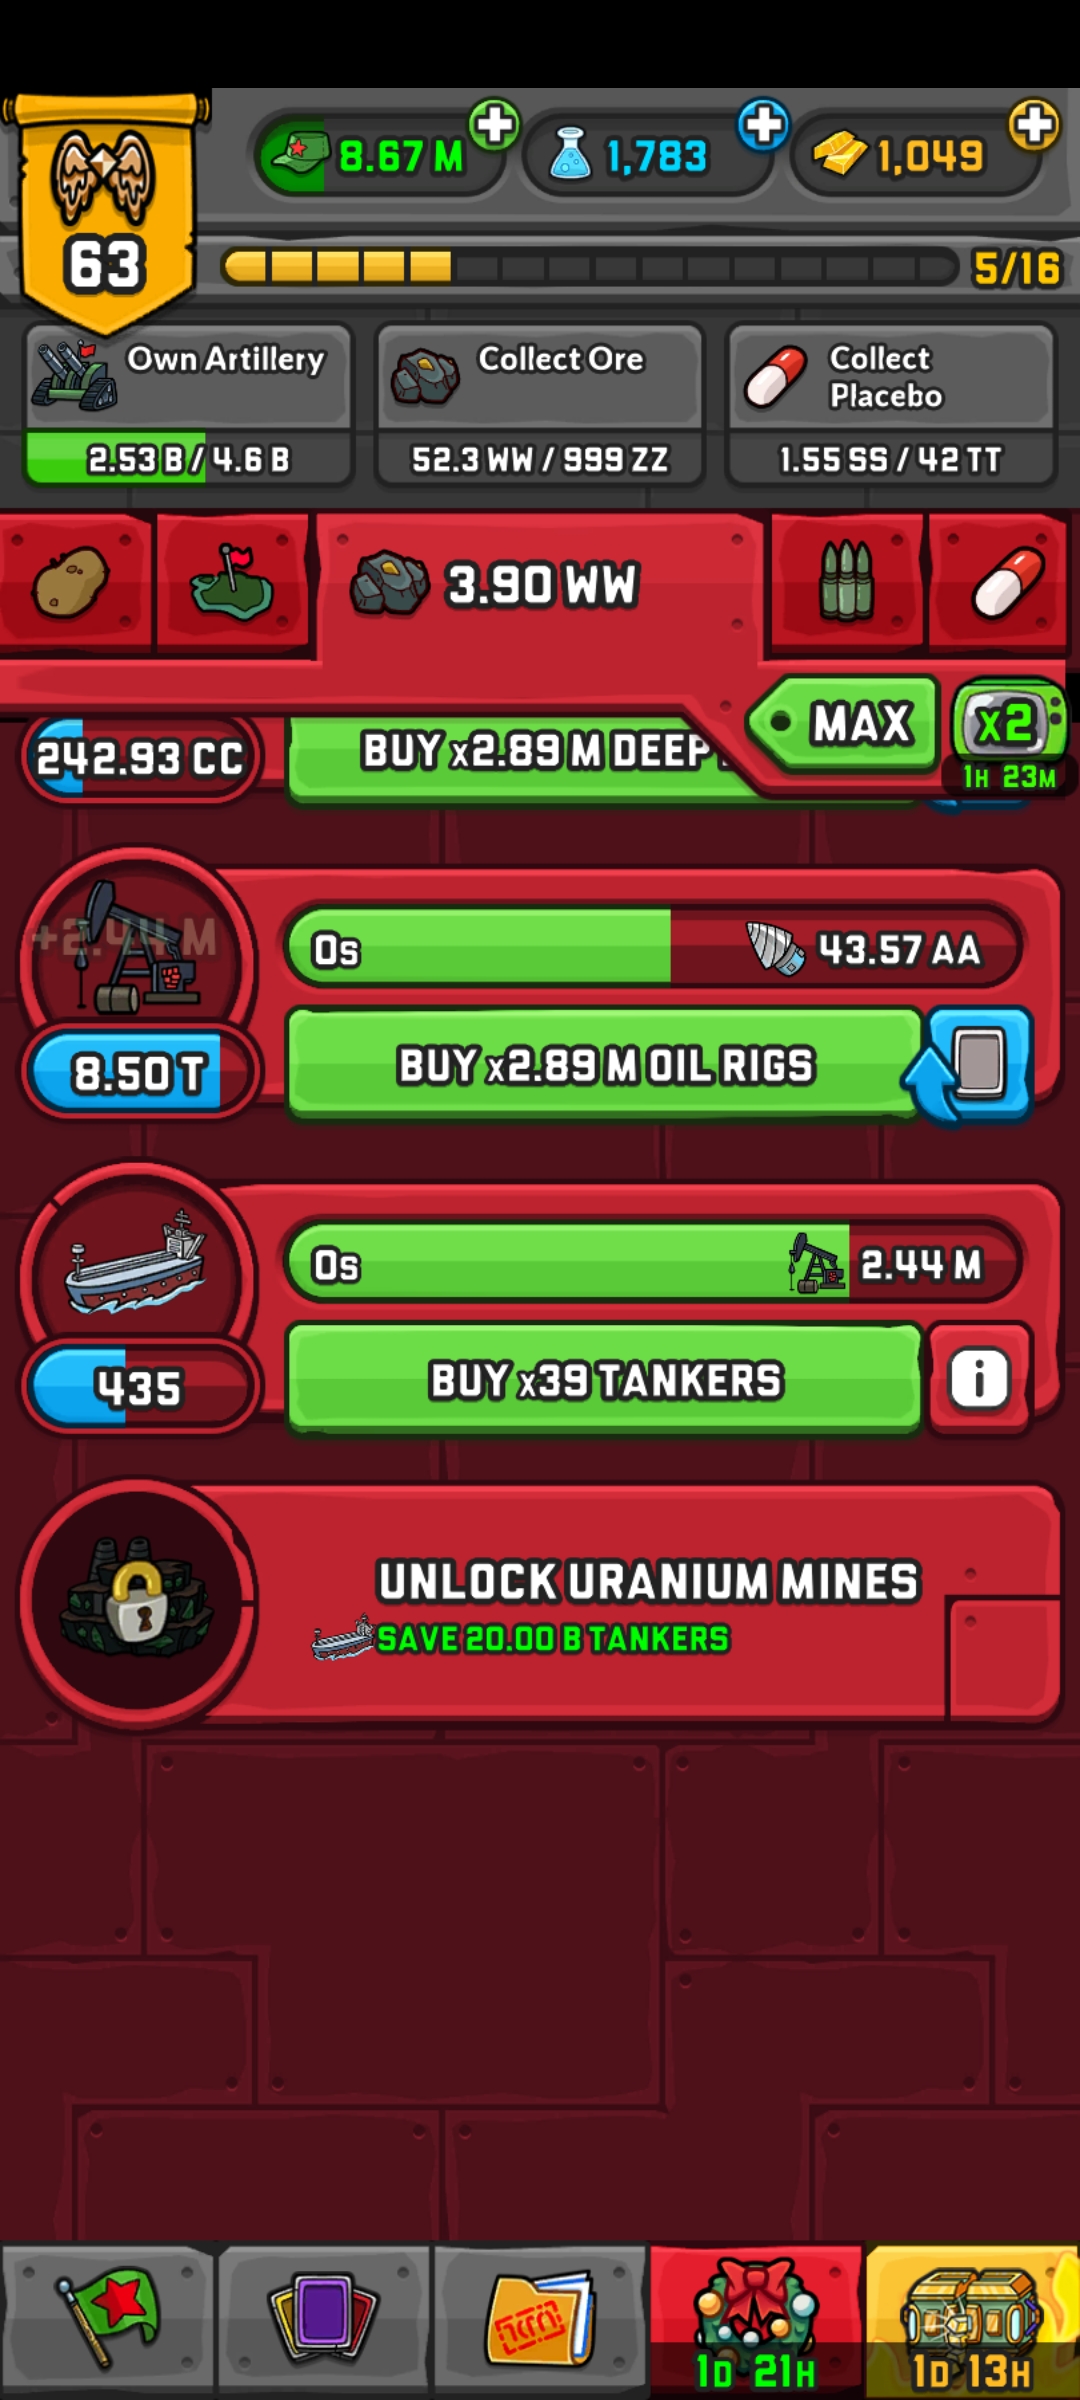 8.67 M
1,783
1,049
63
5/16
Own Artillery
2.53 B / 4.6 B
Collect Ore
52.3 WW / 999 ZZ
Collect
Placebo
1.55 SS / 42 TT
3.90 WW
MAX
x2
1H 23M
242.93 CC
BUY x2.89 M DEEP
+2.44 M
0s
43.57 AA
8.50 T
BUY x2.89 M OIL RIGS
0s
2.44 M
435
BUY x39 TANKERS
i
UNLOCK URANIUM MINES
SAVE 20.00 B TANKERS
1D 21H
1D 13H